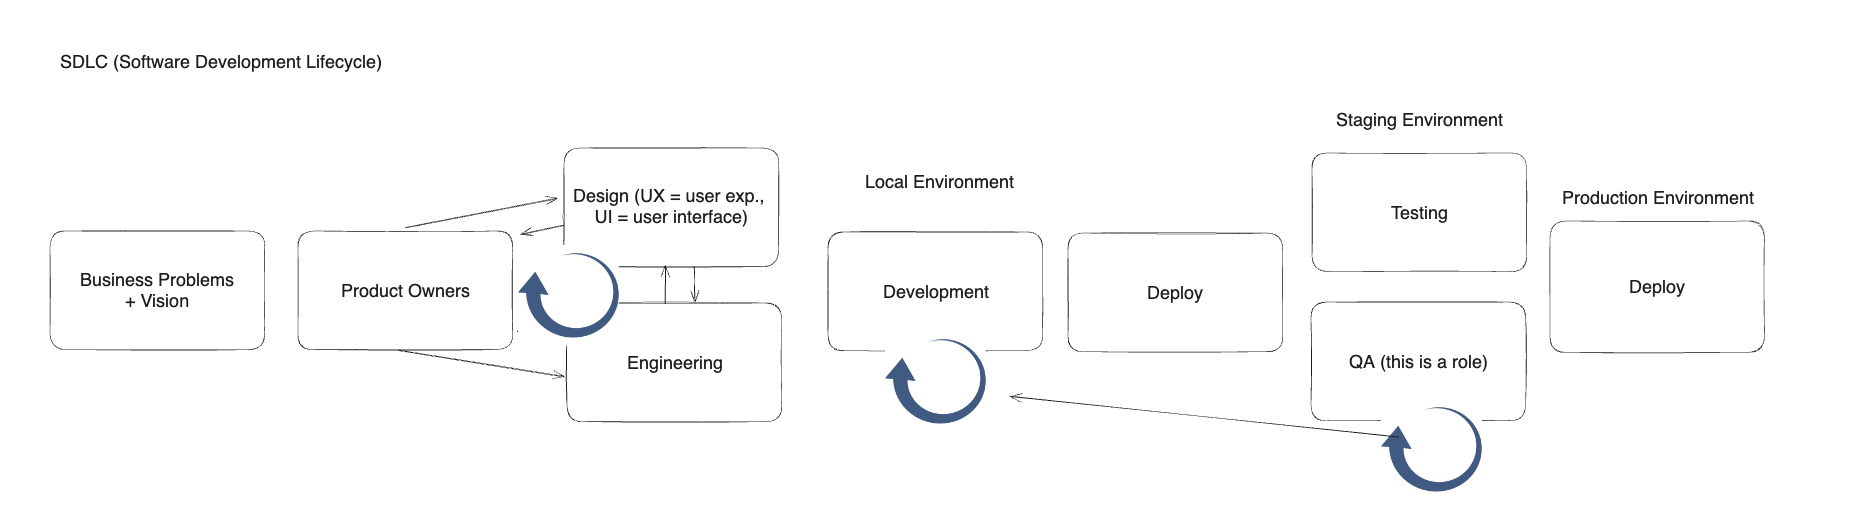 SDLC (Software Development Lifecycle)
Business Problems
+ Vision
Product Owners
Design (UX = user exp.,
UI = user interface)
Engineering
Local Environment
Development
Deploy
Staging Environment
Testing
QA (this is a role)
Production Environment
Deploy